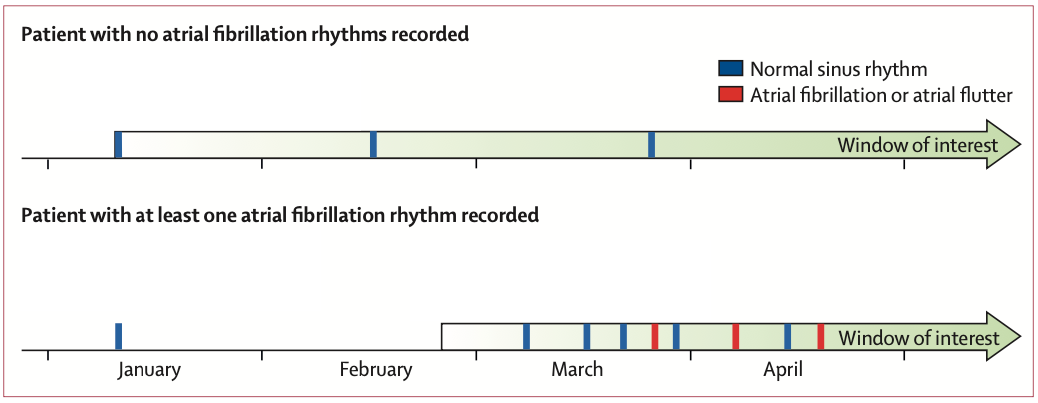 Patient with no atrial fibrillation rhythms recorded
Normal sinus rhythm
Atrial fibrillation or atrial flutter
Window of interest
Patient with at least one atrial fibrillation rhythm recorded
Window of interest
January February March April